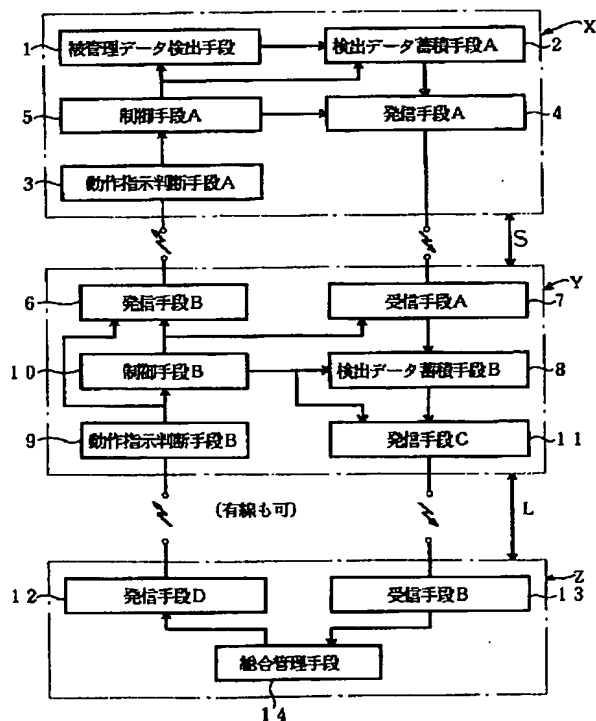 1 被管理データ検出手段 検出データ蓄積手段A 2 X
5 制御手段A 発信手段A 4
3 動作指示判断手段A
S
6 発信手段B 受信手段A 7 Y
10 制御手段B 検出データ蓄積手段B 8
9 動作指示判断手段B 発信手段C 11
(有線も可) L
12 発信手段D 受信手段B 13 Z
総合管理手段
14